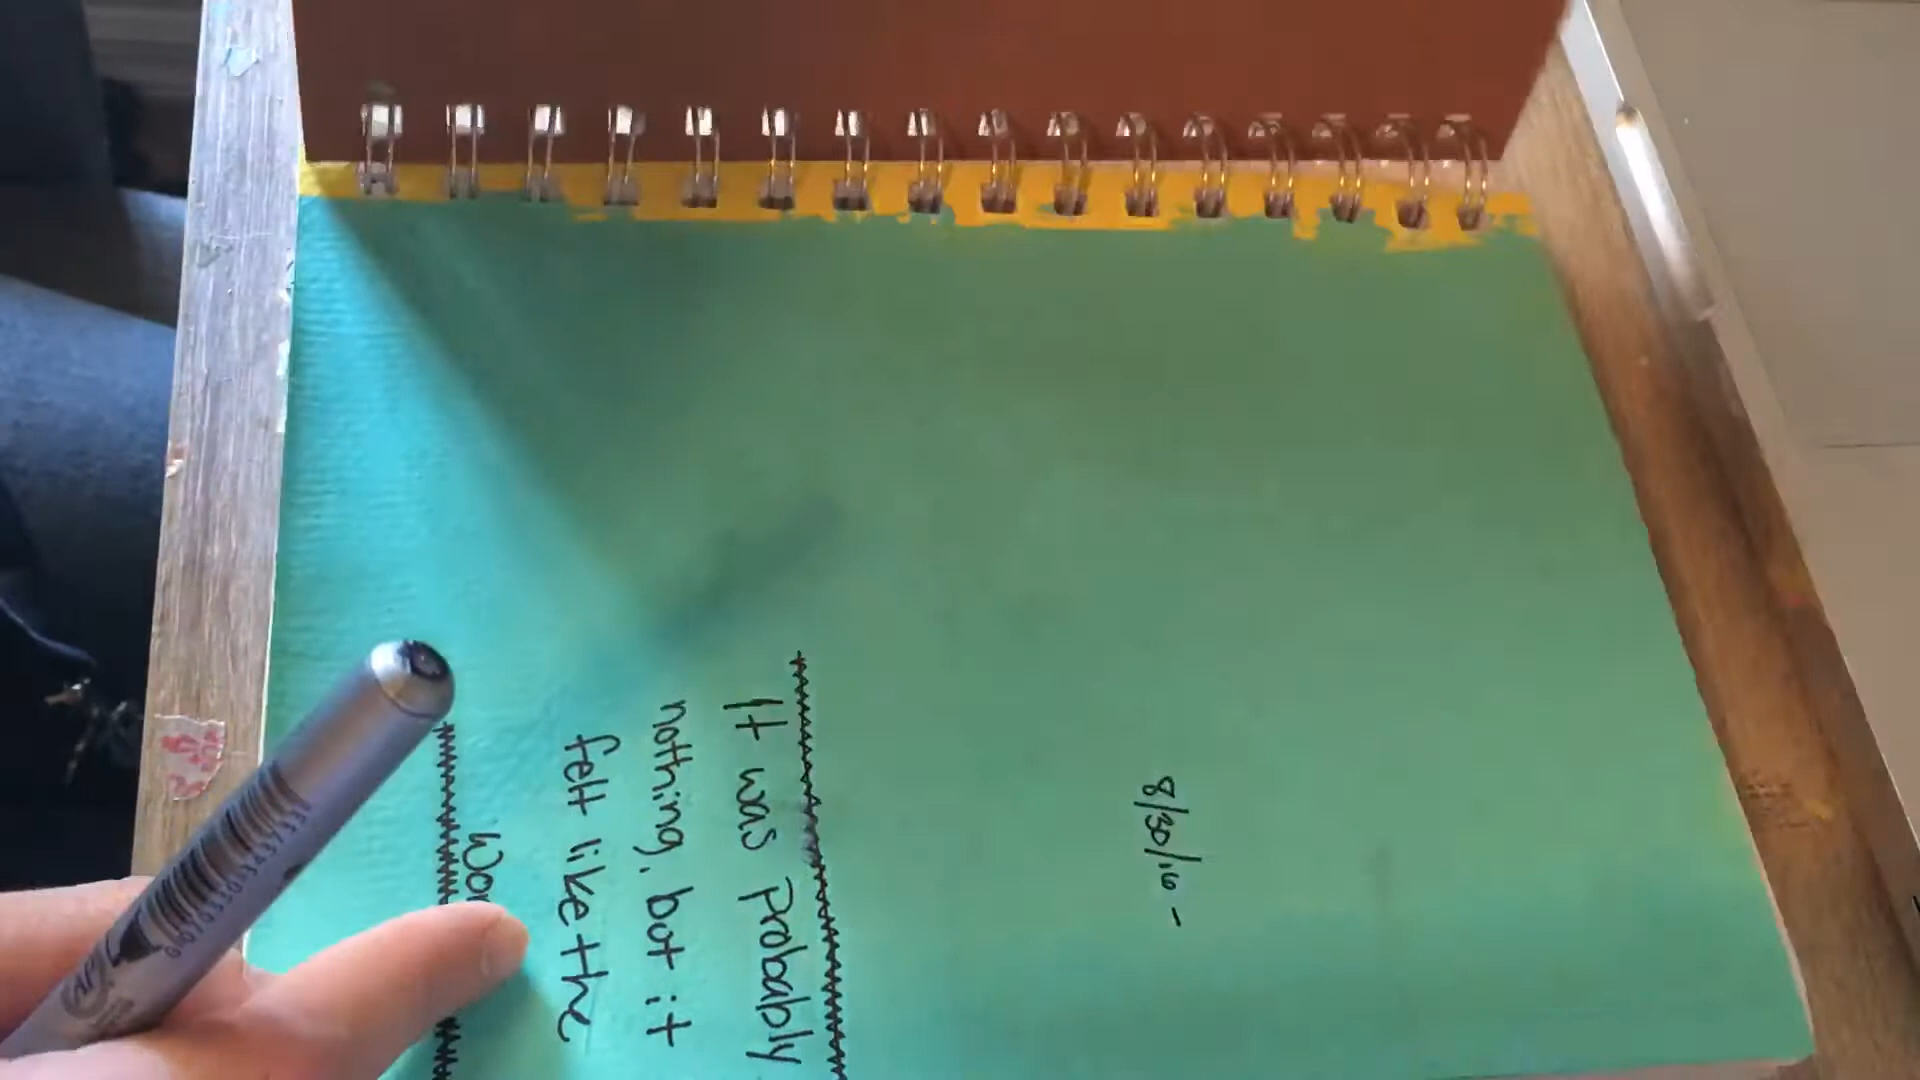 8/30/16 -
It was probably
nothing, but it
felt like the